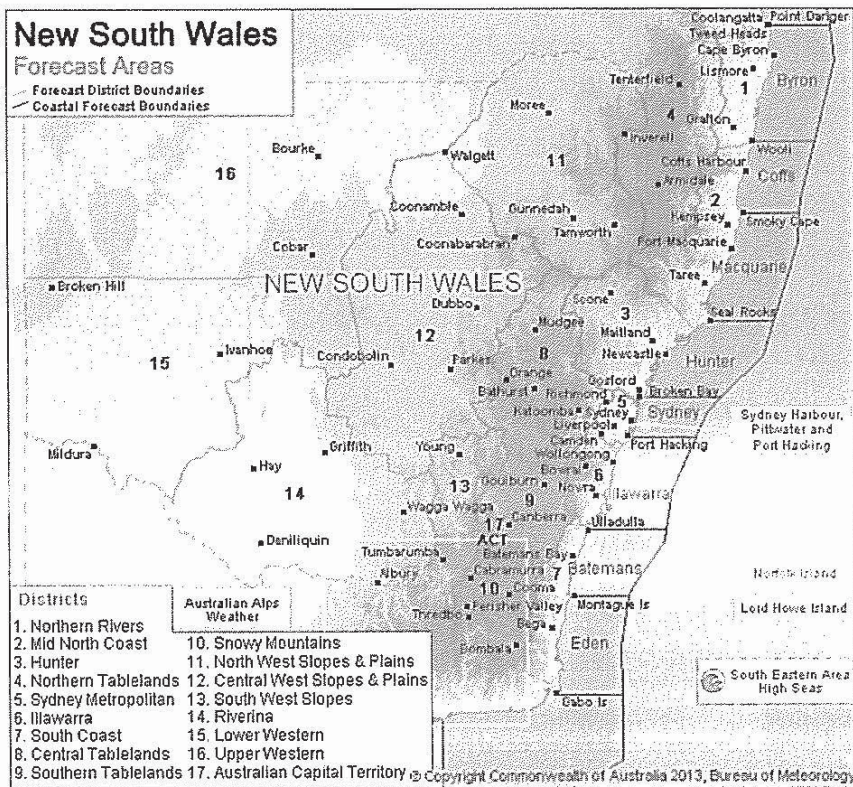 New South Wales
Forecast Areas
Forecast District Boundaries
Coastal Forecast Boundaries
Coolangatta
Point Danger
Tweed Heads
Cape Byron
Lismore
Byron
1
Tenterfield
Moree
4
Grafton
Inverell
Bourke
Walgett
11
Wooli
16
Coffs Harbour
Coffs
Armidale
2
Coonamble
Gunnedah
Kempsey
Smoky Cape
Tamworth
Cobar
Coonabarabran
Port Macquarie
Macquarie
Taree
Broken Hill
NEW SOUTH WALES
Scone
Dubbo
3
Seal Rocks
Mudgee
12
Maitland
15
Ivanhoe
Condobolin
Parkes
8
Newcastle
Hunter
Orange
Gosford
Bathurst
Richmond
Broken Bay
5
Katoomba
Sydney
Sydney
Sydney Harbour,
Pittwater and
Port Hacking
Liverpool
Camden
Port Hacking
Mildura
Griffith
Young
Wollongong
Hay
Bowral
6
14
13
Goulburn
9
Nowra
Illawarra
Wagga Wagga
17
Canberra
ACT
Ulladulla
Deniliquin
Tumbarumba
Batemans Bay
Batemans
7
Albury
Cabramurra
10
Cooma
Norfolk Island
Perisher Valley
Montague Is
Lord Howe Island
Thredbo
Bega
Eden
Bombala
South Eastern Area
High Seas
Gabo Is
Districts
1. Northern Rivers
2. Mid North Coast
3. Hunter
4. Northern Tablelands
5. Sydney Metropolitan
6. Illawarra
7. South Coast
8. Central Tablelands
9. Southern Tablelands
Australian Alps
Weather
10. Snowy Mountains
11. North West Slopes & Plains
12. Central West Slopes & Plains
13. South West Slopes
14. Riverina
15. Lower Western
16. Upper Western
17. Australian Capital Territory
© Copyright Commonwealth of Australia 2013, Bureau of Meteorology